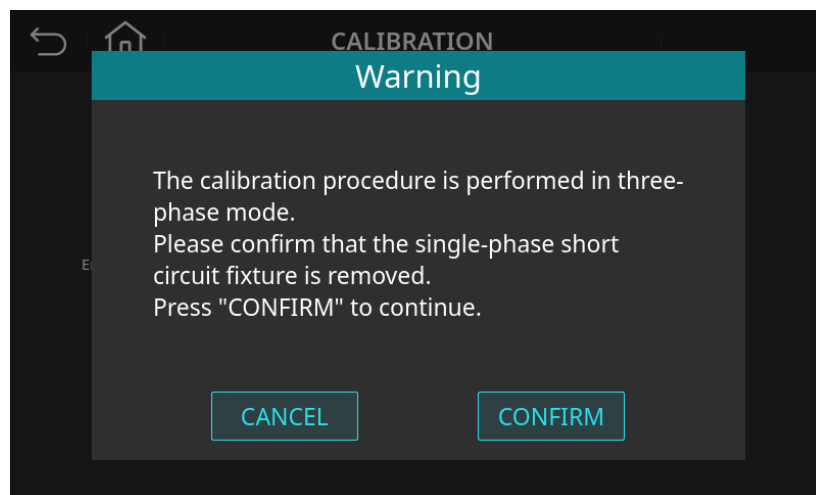 CALIBRATION
Warning
The calibration procedure is performed in three-
phase mode.
Please confirm that the single-phase short
circuit fixture is removed.
Press "CONFIRM" to continue.
CANCEL CONFIRM